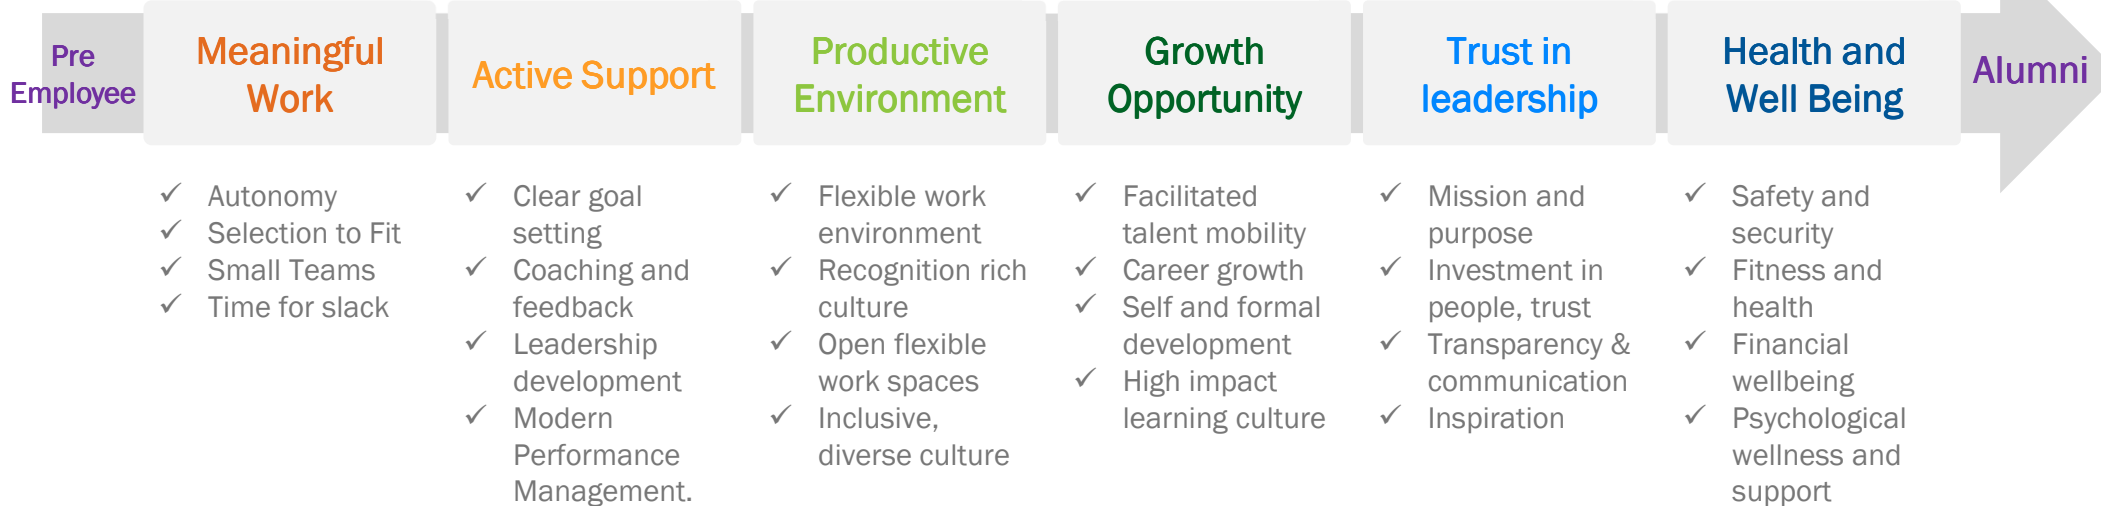 Pre
Employee
Meaningful
Work
Active Support
Productive
Environment
Growth
Opportunity
Trust in
leadership
Health and
Well Being
Alumni
✓ Autonomy
✓ Selection to Fit
✓ Small Teams
✓ Time for slack
✓ Clear goal
setting
✓ Coaching and
feedback
✓ Leadership
development
✓ Modern
Performance
Management.
✓ Flexible work
environment
✓ Recognition rich
culture
✓ Open flexible
work spaces
✓ Inclusive,
diverse culture
✓ Facilitated
talent mobility
✓ Career growth
✓ Self and formal
development
✓ High impact
learning culture
✓ Mission and
purpose
✓ Investment in
people, trust
✓ Transparency &
communication
✓ Inspiration
✓ Safety and
security
✓ Fitness and
health
✓ Financial
wellbeing
✓ Psychological
wellness and
support